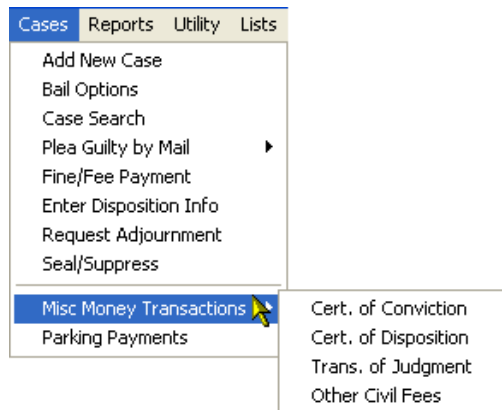 Cases Reports Utility Lists
Add New Case
Bail Options
Case Search
Plea Guilty by Mail
Fine/Fee Payment
Enter Disposition Info
Request Adjournment
Seal/Suppress
Misc Money Transactions
Cert. of Conviction
Parking Payments
Cert. of Disposition
Trans. of Judgment
Other Civil Fees